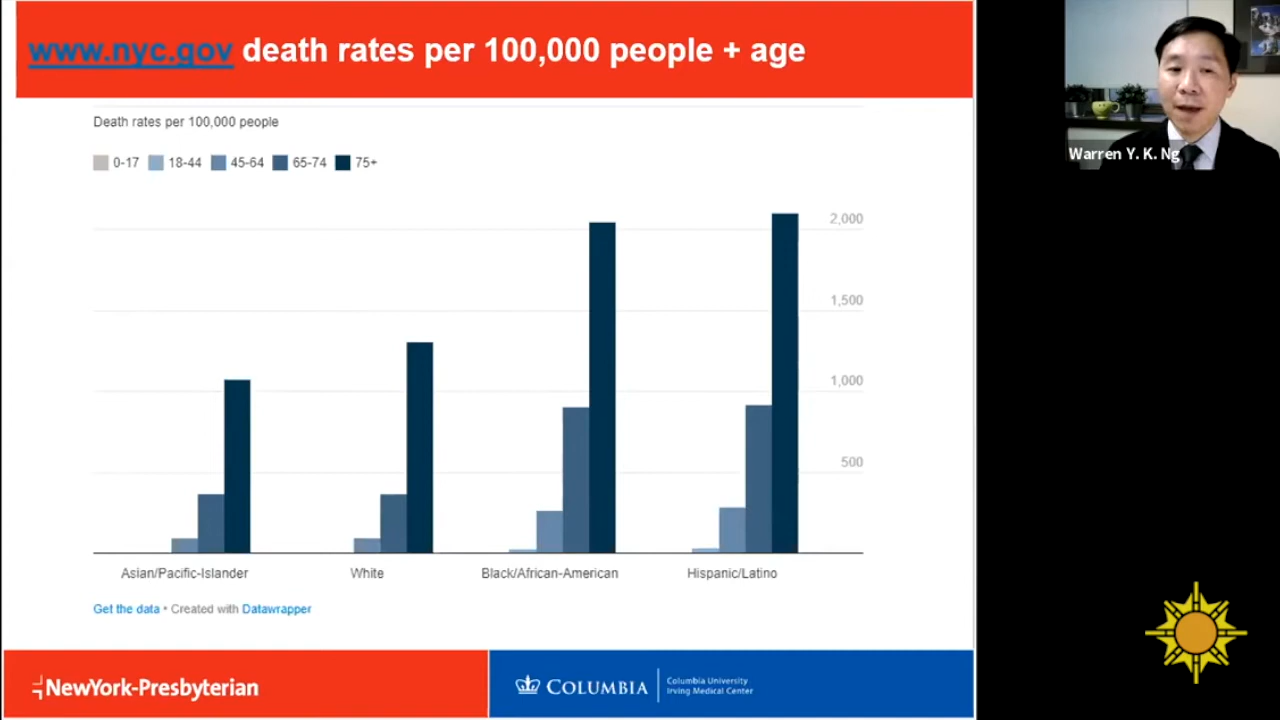 www.nyc.gov death rates per 100,000 people + age
Warren Y. K. Ng
Death rates per 100,000 people
0-17 18-44 45-64 65-74 75+
2,000
1,500
1,000
500
Asian/Pacific-Islander White Black/African-American Hispanic/Latino
Get the data • Created with Datawrapper
NewYork-Presbyterian
COLUMBIA
Columbia University
Irving Medical Center